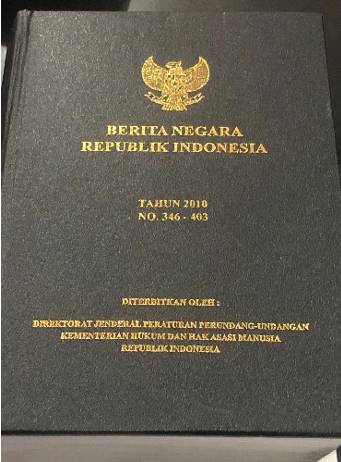 BERITA NEGARA
REPUBLIK INDONESIA
TAHUN 2010
NO. 346 - 403
DITERBITKAN OLEH :
DIREKTORAT JENDERAL PERATURAN PERUNDANG-UNDANGAN
KEMENTERIAN HUKUM DAN HAK ASASI MANUSIA
REPUBLIK INDONESIA